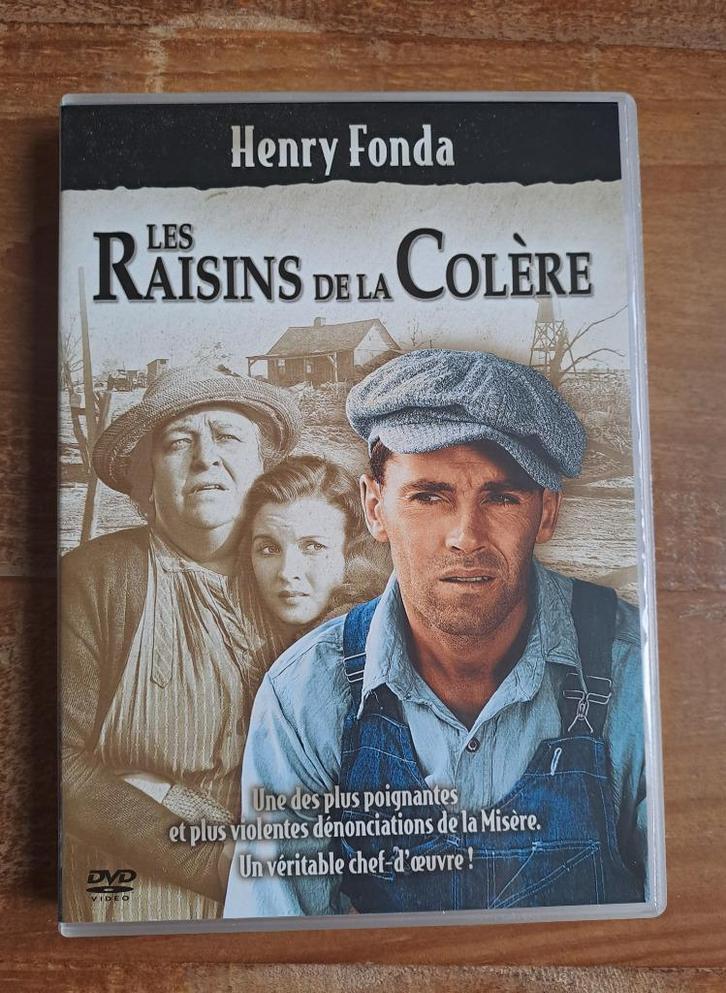 Henry Fonda
LES
RAISINS DE LA COLÈRE
Une des plus poignantes
et plus violentes dénonciations de la Misère.
Un véritable chef-d'œuvre !
DVD
VIDEO